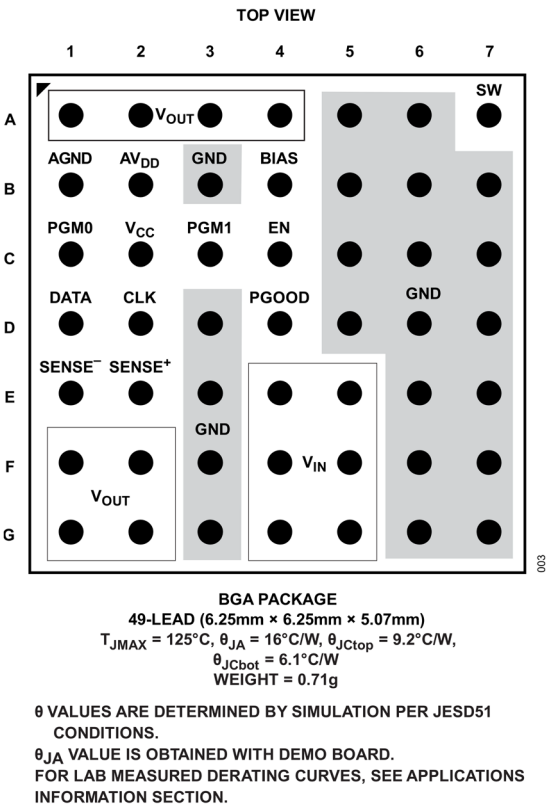 TOP VIEW
1 2 3 4 5 6 7
SW
A
VOUT
AGND AVDD GND BIAS
B
PGM0 VCC PGM1 EN
C
DATA CLK PGOOD GND
D
SENSE− SENSE+
E
GND
F
VIN
VOUT
G
003
BGA PACKAGE
49-LEAD (6.25mm × 6.25mm × 5.07mm)
TJMAX = 125°C, θJA = 16°C/W, θJCtop = 9.2°C/W,
θJCbot = 6.1°C/W
WEIGHT = 0.71g
θ VALUES ARE DETERMINED BY SIMULATION PER JESD51
CONDITIONS.
θJA VALUE IS OBTAINED WITH DEMO BOARD.
FOR LAB MEASURED DERATING CURVES, SEE APPLICATIONS
INFORMATION SECTION.